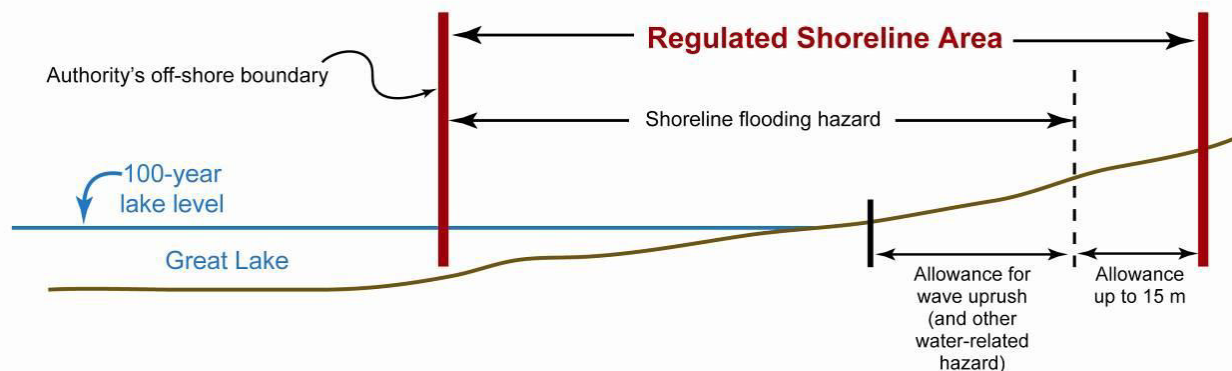 Regulated Shoreline Area
Authority's off-shore boundary
Shoreline flooding hazard
100-year
lake level
Great Lake
Allowance for
wave uprush
(and other
water-related
hazard)
Allowance
up to 15 m